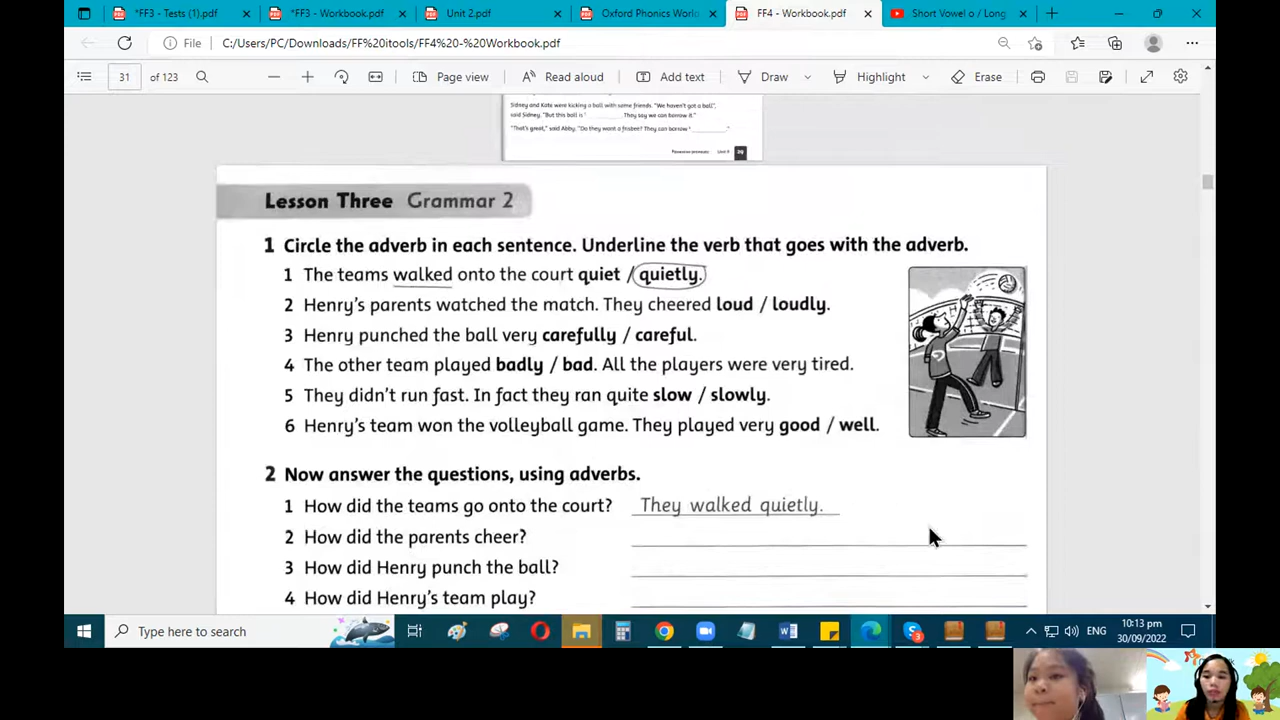 *FF3 - Tests (1).pdf
*FF3 - Workbook.pdf
Unit 2.pdf
Oxford Phonics World
FF4 - Workbook.pdf
Short Vowel o / Long
File C:/Users/PC/Downloads/FF%20itools/FF4%20-%20Workbook.pdf
31 of 123 Page view Read aloud Add text Draw Highlight Erase
Sidney and Kate were kicking a ball with some friends. "We haven't got a ball",
said Sidney. "But this ball is ______ They say we can borrow it."
"That's great," said Abby. "Do they want a frisbee? They can borrow ______"
Possessive pronouns Unit
Lesson Three Grammar 2
1 Circle the adverb in each sentence. Underline the verb that goes with the adverb.
1 The teams walked onto the court quiet / quietly.
2 Henry's parents watched the match. They cheered loud / loudly.
3 Henry punched the ball very carefully / careful.
4 The other team played badly / bad. All the players were very tired.
5 They didn't run fast. In fact they ran quite slow / slowly.
6 Henry's team won the volleyball game. They played very good / well.
2 Now answer the questions, using adverbs.
1 How did the teams go onto the court? They walked quietly.
2 How did the parents cheer?
3 How did Henry punch the ball?
4 How did Henry's team play?
Type here to search
3
ENG
10:13 pm
30/09/2022